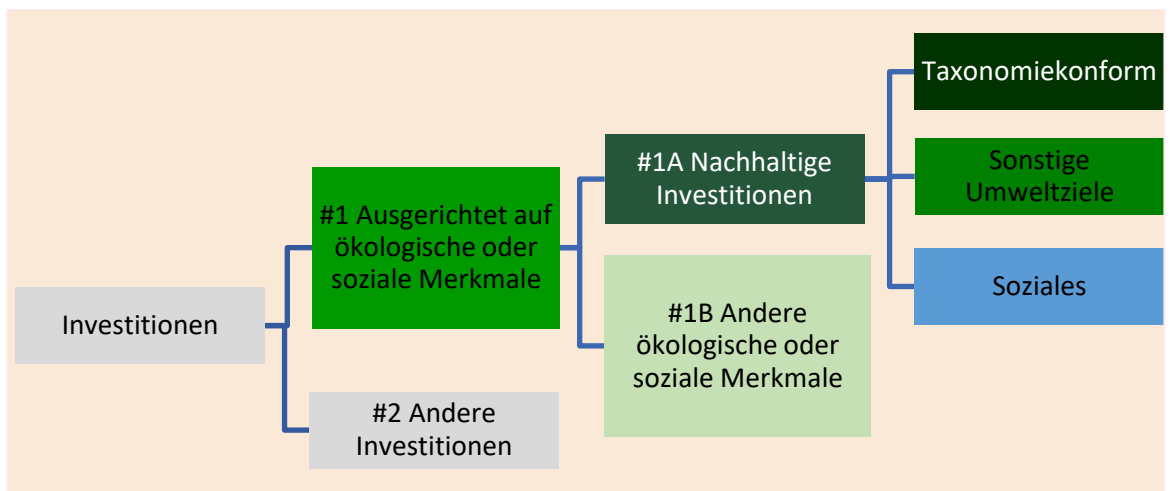 Investitionen
#1 Ausgerichtet auf
ökologische oder
soziale Merkmale
#2 Andere
Investitionen
#1A Nachhaltige
Investitionen
#1B Andere
ökologische oder
soziale Merkmale
Taxonomiekonform
Sonstige
Umweltziele
Soziales